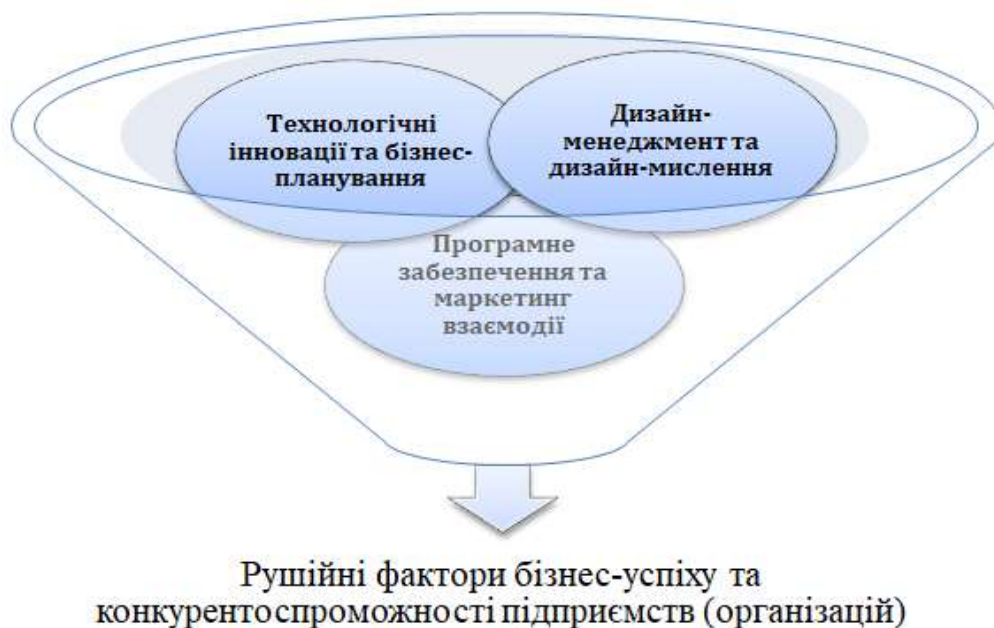 Технологічні
інновації та бізнес-
планування
Дизайн-
менеджмент та
дизайн-мислення
Програмне
забезпечення та
маркетинг
взаємодії
Рушійні фактори бізнес-успіху та
конкурентоспроможності підприємств (організацій)